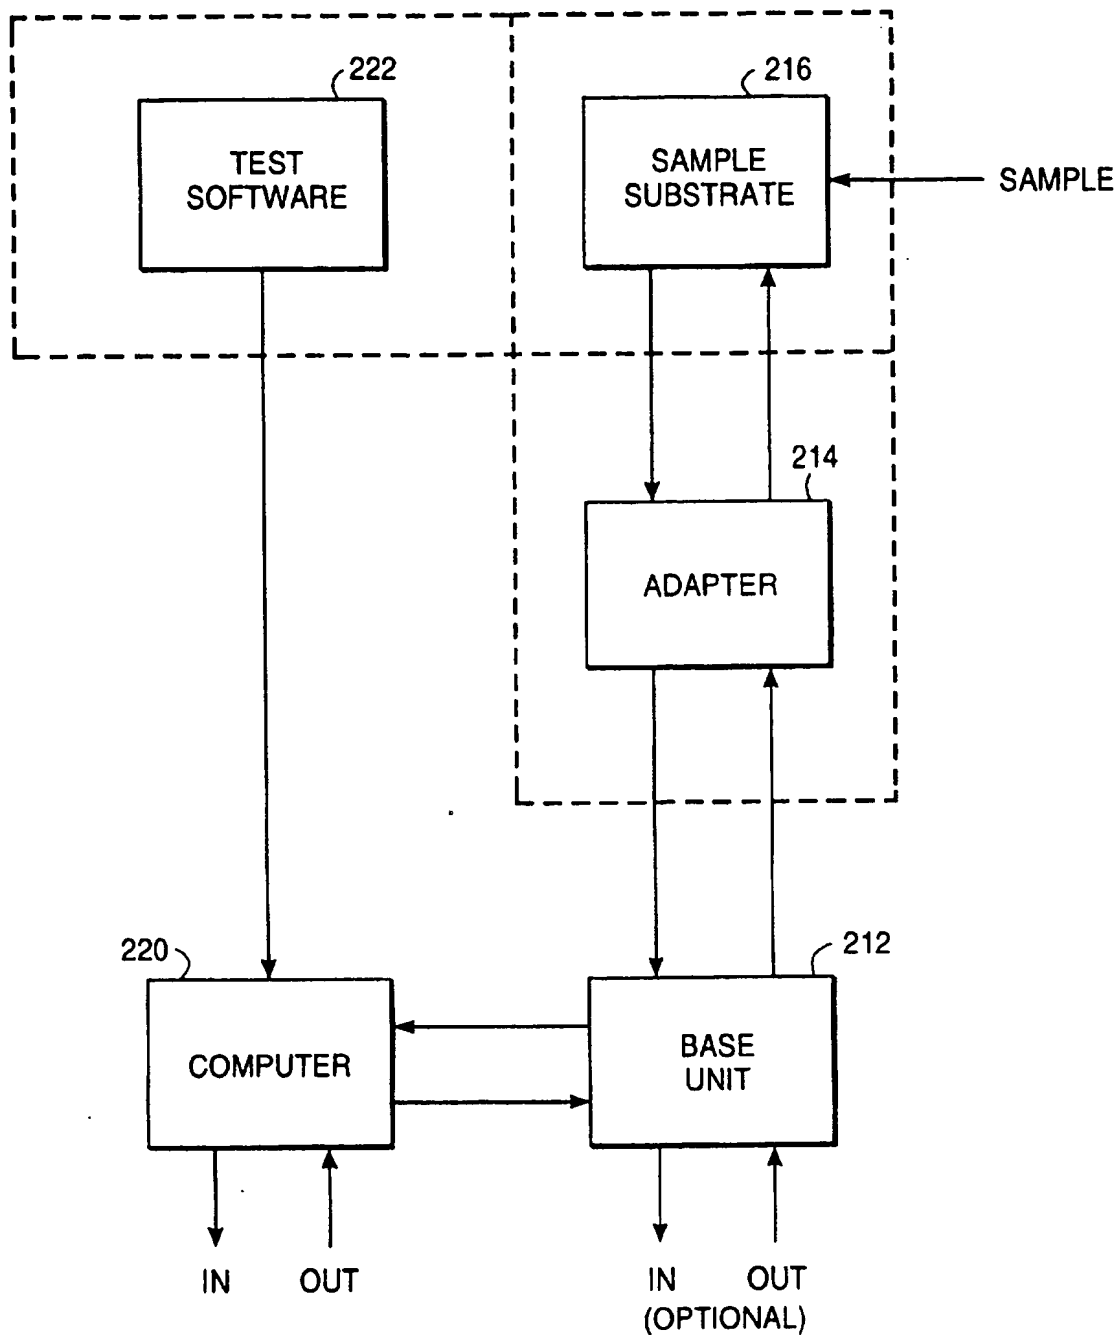 222
TEST
SOFTWARE
216
SAMPLE
SUBSTRATE
SAMPLE
214
ADAPTER
220
COMPUTER
212
BASE
UNIT
IN OUT
IN OUT
(OPTIONAL)